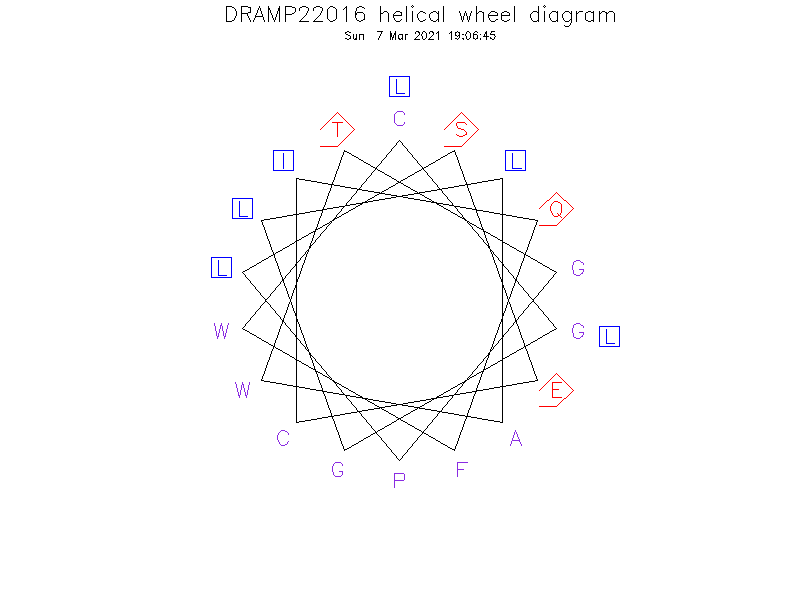 DRAMP22016 helical wheel diagram
Sun 7 Mar 2021 19:06:45
L
C
T S
I L
L Q
L G
W G L
W E
C A
G F
P